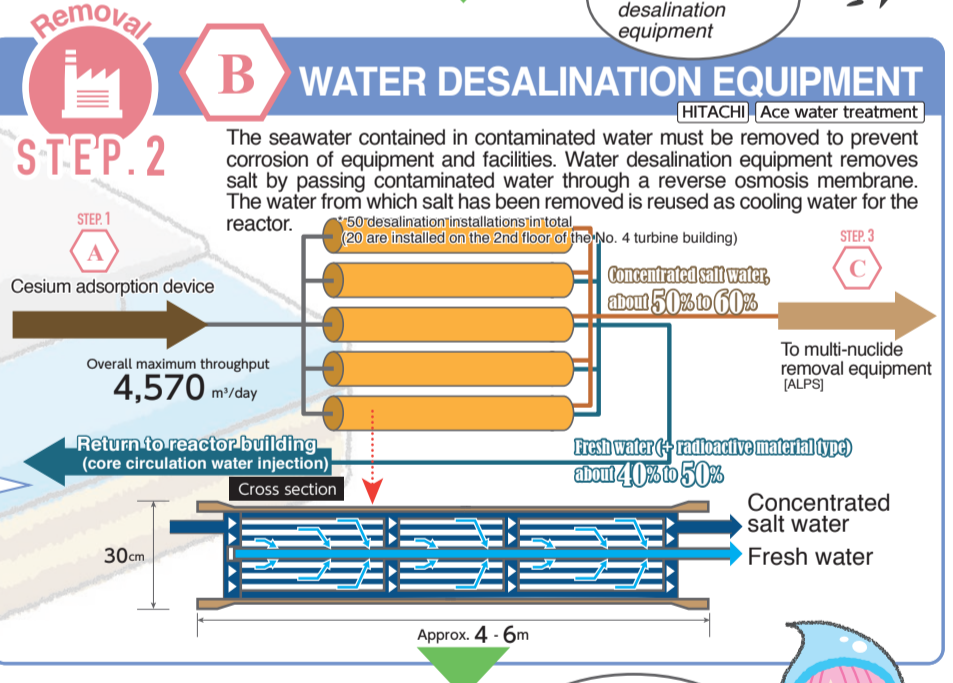 desalination
equipment
Removal
STEP.2
B
WATER DESALINATION EQUIPMENT
HITACHI Ace water treatment
The seawater contained in contaminated water must be removed to prevent
corrosion of equipment and facilities. Water desalination equipment removes
salt by passing contaminated water through a reverse osmosis membrane.
The water from which salt has been removed is reused as cooling water for the
reactor.
* 50 desalination installations in total
(20 are installed on the 2nd floor of the No. 4 turbine building)
STEP.1
A
Cesium adsorption device
Overall maximum throughput
4,570 m³/day
Concentrated salt water,
about 50% to 60%
STEP.3
C
To multi-nuclide
removal equipment
[ALPS]
Return to reactor building
(core circulation water injection)
Fresh water (+ radioactive material type)
about 40% to 50%
Cross section
30cm
Concentrated
salt water
Fresh water
Approx. 4 - 6m